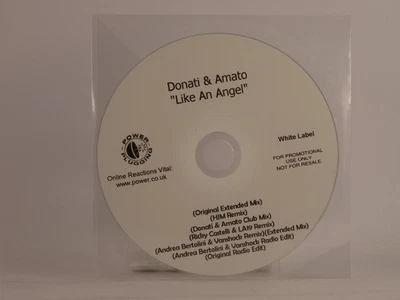 Donati & Amato
"Like An Angel"
POWER
PLUGGING
Online Reactions Vital:
www.power.co.uk
White Label
FOR PROMOTIONAL
USE ONLY
NOT FOR RESALE.
(Original Extended Mix)
(HIM Remix)
(Donati & Amato Club Mix)
(Ricky Castelli & LA19 Remix)
(Andrea Bertolini & Vanshock Remix)(Extended Mix)
(Andrea Bertolini & Vanshock Radio Edit)
(Original Radio Edit)